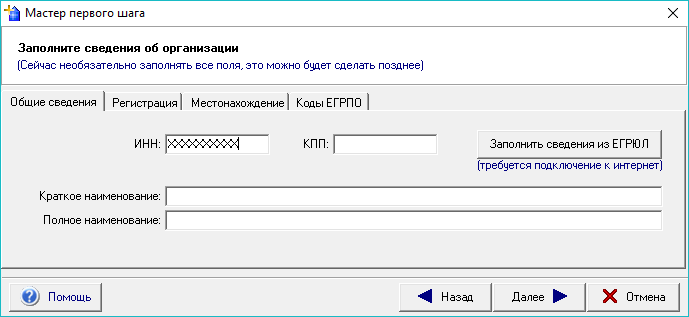 Мастер первого шага
Заполните сведения об организации
(Сейчас необязательно заполнять все поля, это можно будет сделать позднее)
Общие сведения Регистрация Местонахождение Коды ЕГРПО
ИНН: XXXXXXXXX КПП: Заполнить сведения из ЕГРЮЛ
(требуется подключение к интернет)
Краткое наименование:
Полное наименование:
Помощь Назад Далее Отмена